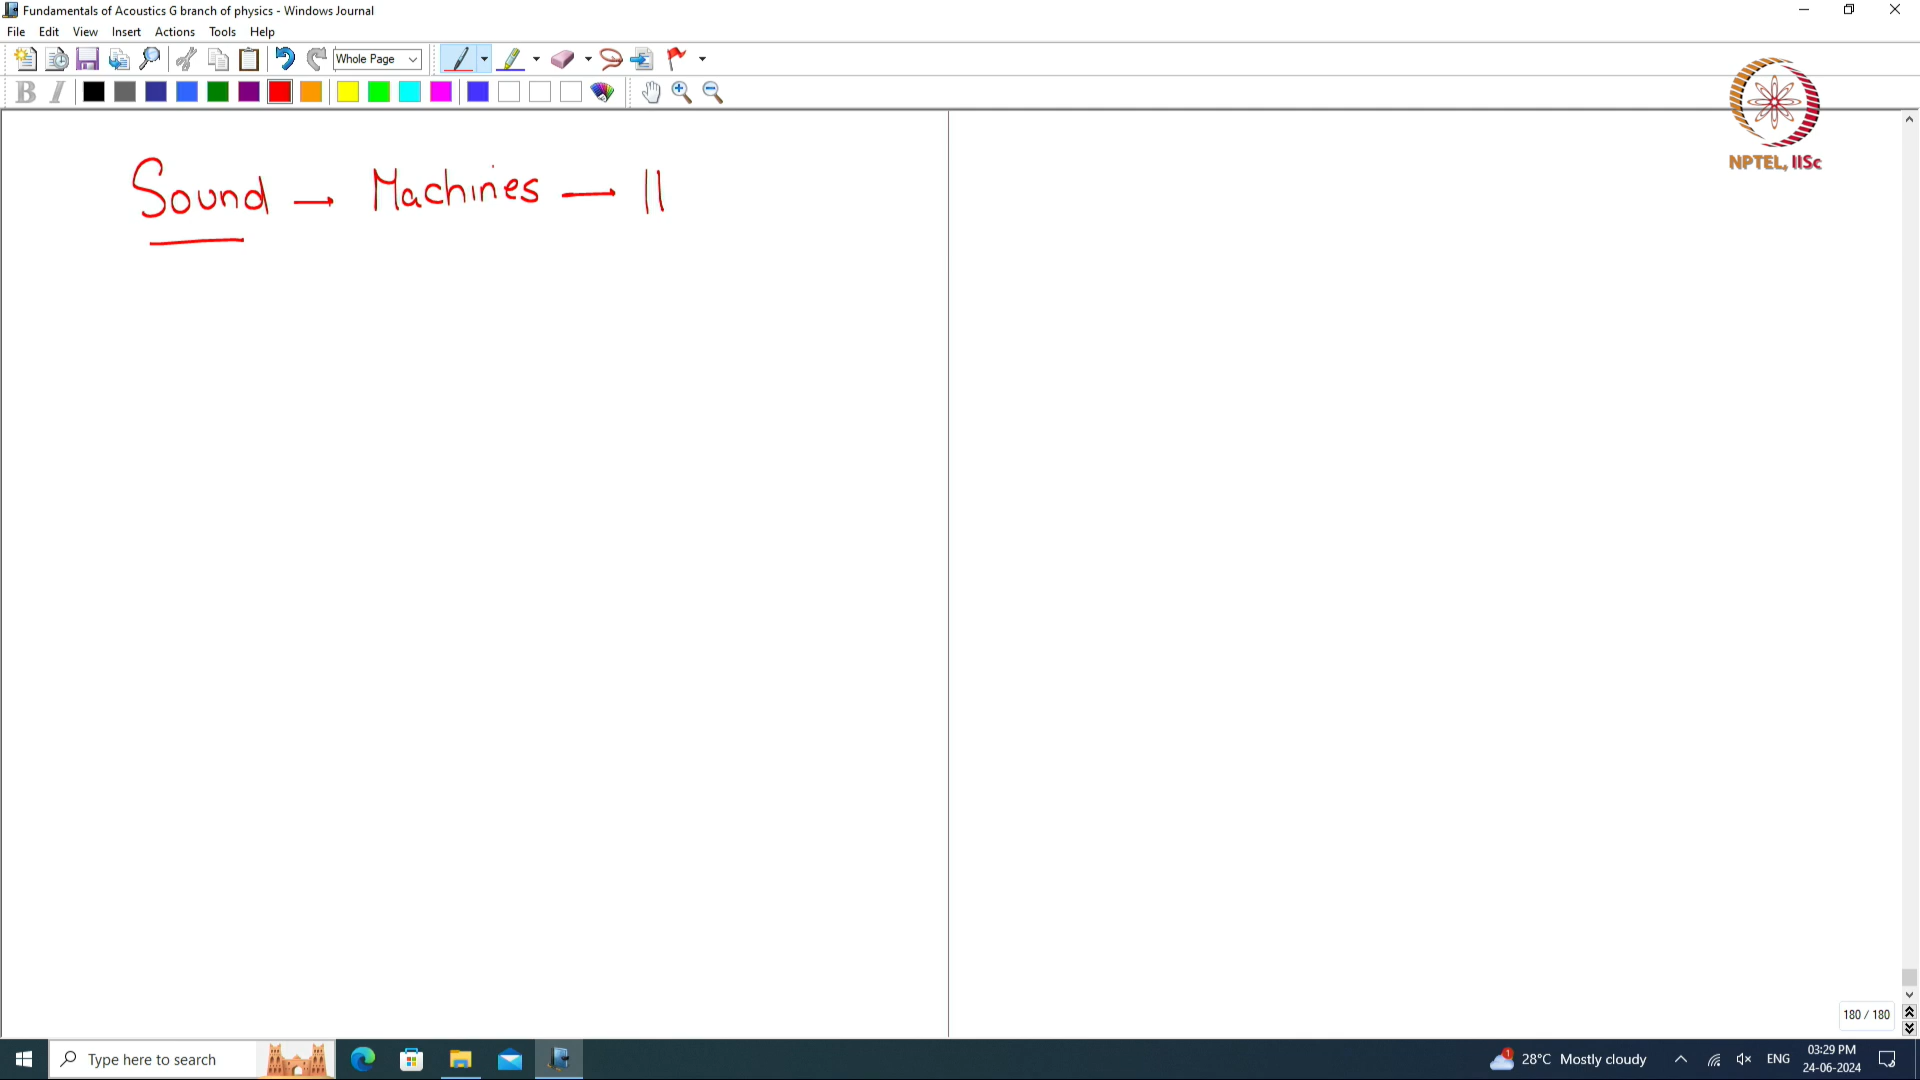 Fundamentals of Acoustics G branch of physics - Windows Journal
File Edit View Insert Actions Tools Help
Whole Page
B I
NPTEL, IISc
Sound → Machines — II
180 / 180
Type here to search
1 28°C Mostly cloudy ENG 03:29 PM
24-06-2024